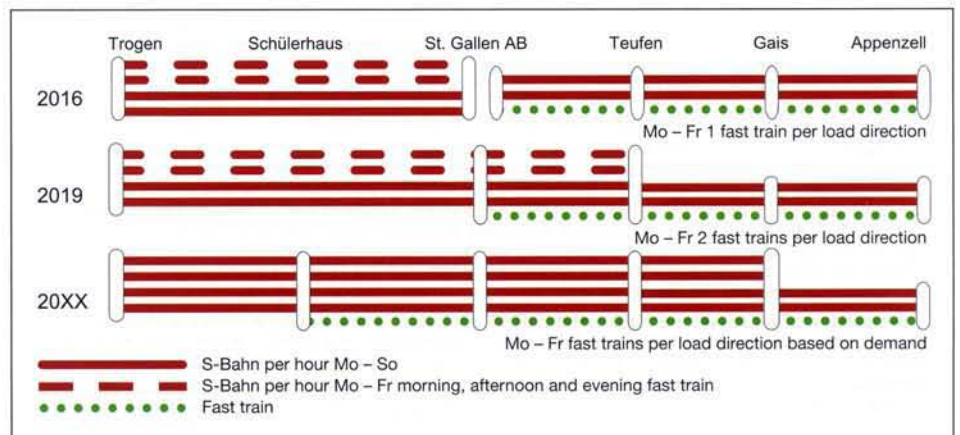 Trogen Schülerhaus St. Gallen AB Teufen Gais Appenzell
2016
Mo – Fr 1 fast train per load direction
2019
Mo – Fr 2 fast trains per load direction
20XX
Mo – Fr fast trains per load direction based on demand
S-Bahn per hour Mo – So
S-Bahn per hour Mo – Fr morning, afternoon and evening fast train
Fast train